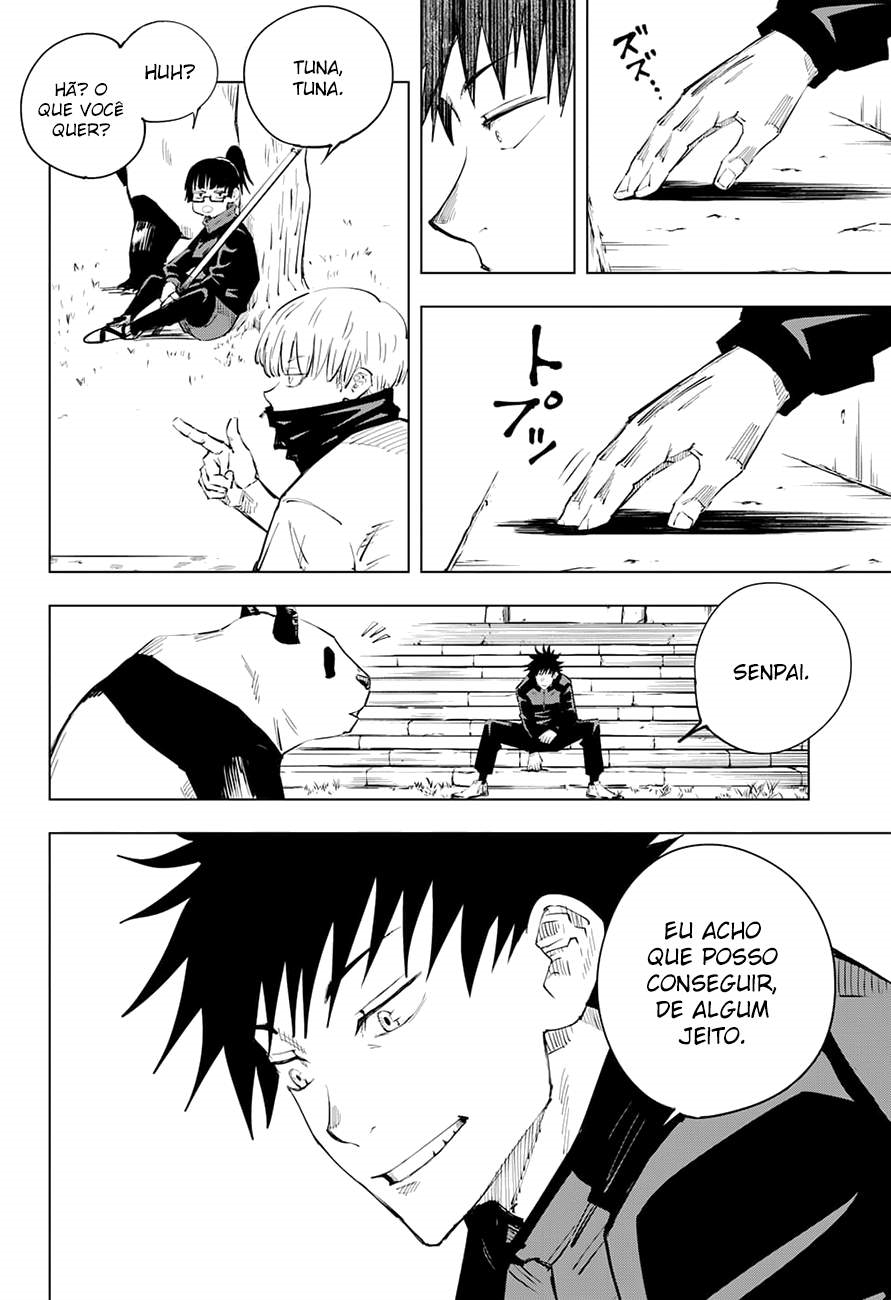 ズズズ…
トプッ
TUNA,
TUNA.
HUH?
HÃ? O
QUE VOCÊ
QUER?
SENPAI.
EU ACHO
QUE POSSO
CONSEGUIR,
DE ALGUM
JEITO.